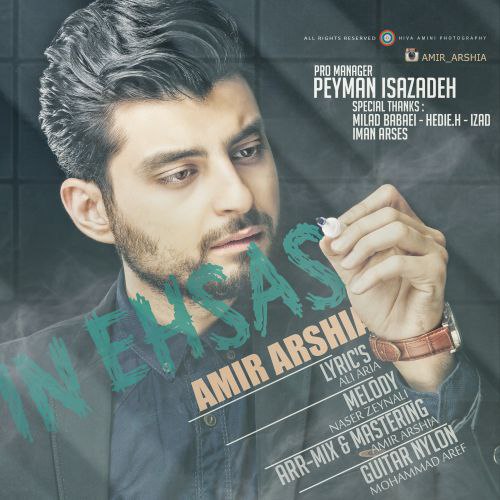 ALL RIGHTS RESERVED HIVA AMINI PHOTOGRAPHY
AMIR_ARSHIA
PRO MANAGER
PEYMAN ISAZADEH
SPECIAL THANKS :
MILAD BABAEI - HEDIE.H - IZAD
IMAN ARSES
IN EHSAS
AMIR ARSHIA
LYRIC'S
ALI ARIA
MELODY
NASER ZEYNALI
ARR-MIX & MASTERING
AMIR ARSHIA
GUITAR NYLON
MOHAMMAD AREF